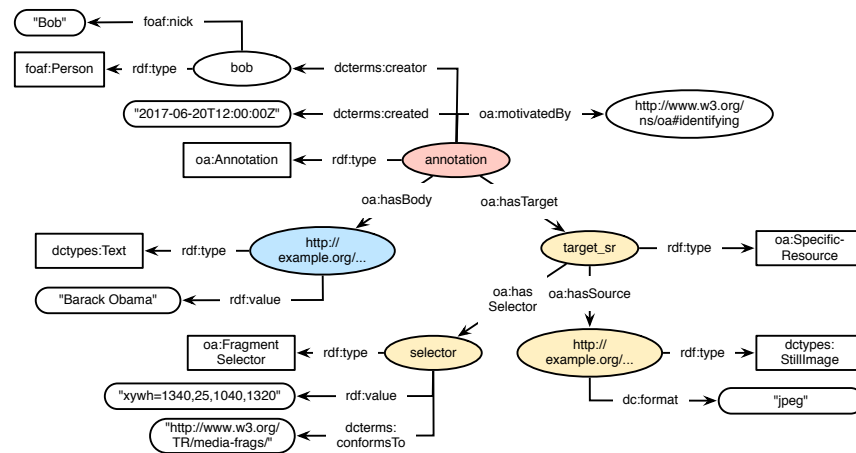 "Bob"
foaf:nick
foaf:Person
rdf:type
bob
dcterms:creator
"2017-06-20T12:00:00Z"
dcterms:created
oa:motivatedBy
http://www.w3.org/
ns/oa#identifying
oa:Annotation
rdf:type
annotation
oa:hasBody
oa:hasTarget
dctypes:Text
rdf:type
http://
example.org/...
target_sr
rdf:type
oa:Specific-
Resource
"Barack Obama"
rdf:value
oa:has
Selector
oa:hasSource
oa:Fragment
Selector
rdf:type
selector
http://
example.org/...
rdf:type
dctypes:
StillImage
"xywh=1340,25,1040,1320"
rdf:value
dc:format
"jpeg"
"http://www.w3.org/
TR/media-frags/"
dcterms:
conformsTo